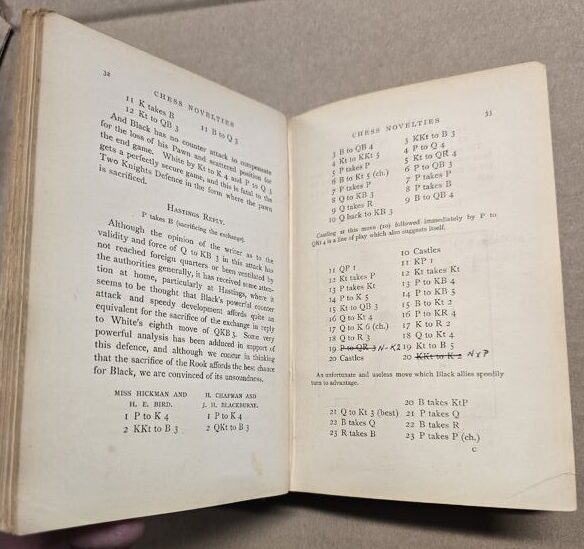 32
CHESS NOVELTIES
11 K takes B 11 B to Q 3
12 Kt to QB 3
And Black has no counter attack to compensate
for the loss of his Pawn and scattered position for
the end game. White by Kt to K 4 and P to Q 3
gets a perfectly secure game, and this is fatal to the
Two Knights Defence in the form where the pawn
is sacrificed.
HASTINGS REPLY.
P takes B (sacrificing the exchange).
Although the opinion of the writer as to the
validity and force of Q to KB 3 in this attack has
not reached foreign quarters or been ventilated by
the authorities generally, it has received some atten-
tion at home, particularly at Hastings, where it
seems to be thought that Black's powerful counter
attack and speedy development affords quite an
equivalent for the sacrifice of the exchange in reply
to White's eighth move of QKB 3. Some very
powerful analysis has been adduced in support of
this defence, and although we concur in thinking
that the sacrifice of the Rook affords the best chance
for Black, we are convinced of its unsoundness.
MISS HICKMAN AND H. CHAPMAN AND
H. E. BIRD. J. H. BLACKBURNE.
1 P to K 4 1 P to K 4
2 KKt to B 3 2 QKt to B 3
CHESS NOVELTIES 33
3 B to QB 4 3 KKt to B 3
4 Kt to KKt 5 4 P to Q 4
5 P takes P 5 Kt to QR 4
6 B to Kt 5 (ch.) 6 P to QB 3
7 P takes P 7 P takes P
8 Q to KB 3 8 P takes B
9 Q takes R 9 B to QB 4
10 Q back to KB 3
Castling at this move (10) followed immediately by P to
QKt 4 is a line of play which also suggests itself.
10 Castles
11 QP 1 11 KP 1
12 Kt takes P 12 Kt takes Kt
13 P takes Kt 13 P to KB 4
14 P to K 5 14 P to KB 5
15 Kt to QB 3 15 B to Kt 2
16 Q to Kt 4 16 P to KR 4
17 Q to K 6 (ch.) 17 K to R 2
18 Q to R 3 18 Q to Kt 4
19 P to QR 3 N-K2 19 Kt to B 5
20 Castles 20 KKt to K 2 NxP
An unfortunate and useless move which Black allies speedily
turn to advantage.
20 B takes KtP
21 Q to Kt 3 (best) 21 P takes Q
22 B takes Q 22 B takes R
23 R takes B 23 P takes P (ch.)
C